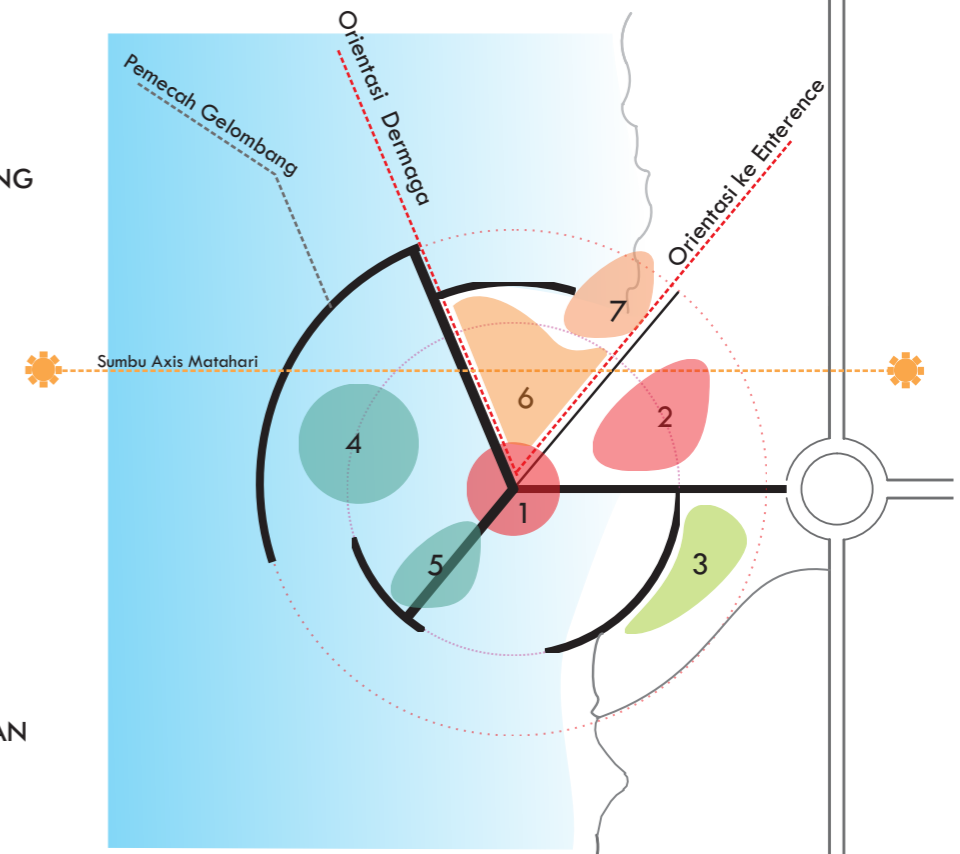 Orientasi Dermaga
Pemecah Gelombang
Orientasi ke Enterence
NG
Sumbu Axis Matahari
7
6
2
4
1
5
3
AN